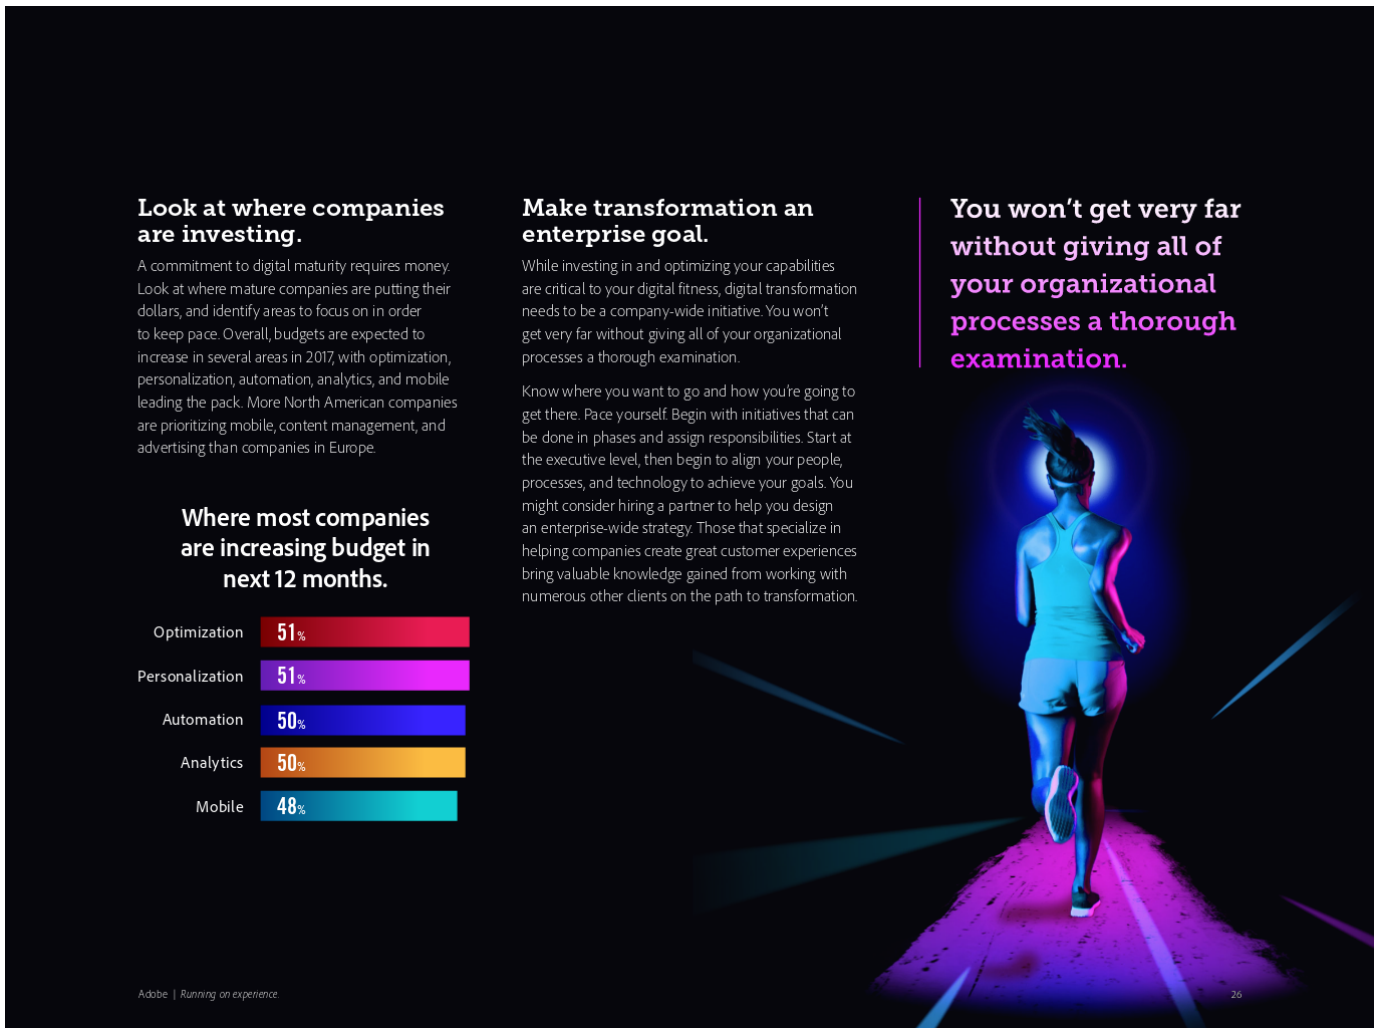 Look at where companies
are investing.
A commitment to digital maturity requires money.
Look at where mature companies are putting their
dollars, and identify areas to focus on in order
to keep pace. Overall, budgets are expected to
increase in several areas in 2017, with optimization,
personalization, automation, analytics, and mobile
leading the pack. More North American companies
are prioritizing mobile, content management, and
advertising than companies in Europe.
Where most companies
are increasing budget in
next 12 months.
Optimization 51%
Personalization 51%
Automation 50%
Analytics 50%
Mobile 48%
Make transformation an
enterprise goal.
While investing in and optimizing your capabilities
are critical to your digital fitness, digital transformation
needs to be a company-wide initiative. You won’t
get very far without giving all of your organizational
processes a thorough examination.
Know where you want to go and how you’re going to
get there. Pace yourself. Begin with initiatives that can
be done in phases and assign responsibilities. Start at
the executive level, then begin to align your people,
processes, and technology to achieve your goals. You
might consider hiring a partner to help you design
an enterprise-wide strategy. Those that specialize in
helping companies create great customer experiences
bring valuable knowledge gained from working with
numerous other clients on the path to transformation.
You won’t get very far
without giving all of
your organizational
processes a thorough
examination.
Adobe | Running on experience
26